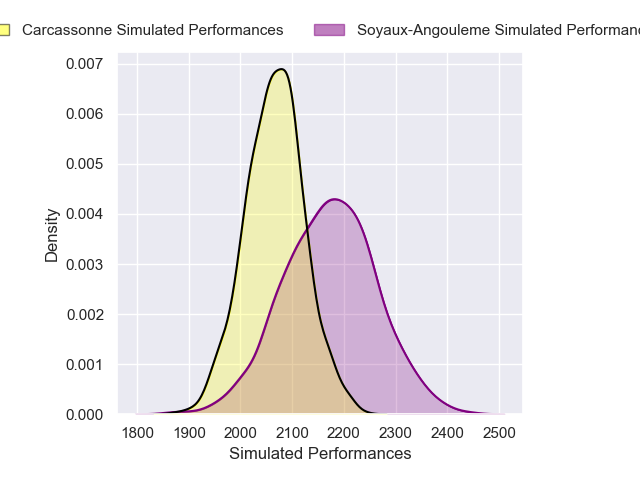 Carcassonne Simulated Performances
Soyaux-Angouleme Simulated
0.007
0.006
0.005
0.004
0.003
0.002
0.001
0.000
Density
1800 1900 2000 2100 2200 2300 2400 2500
Simulated Performances